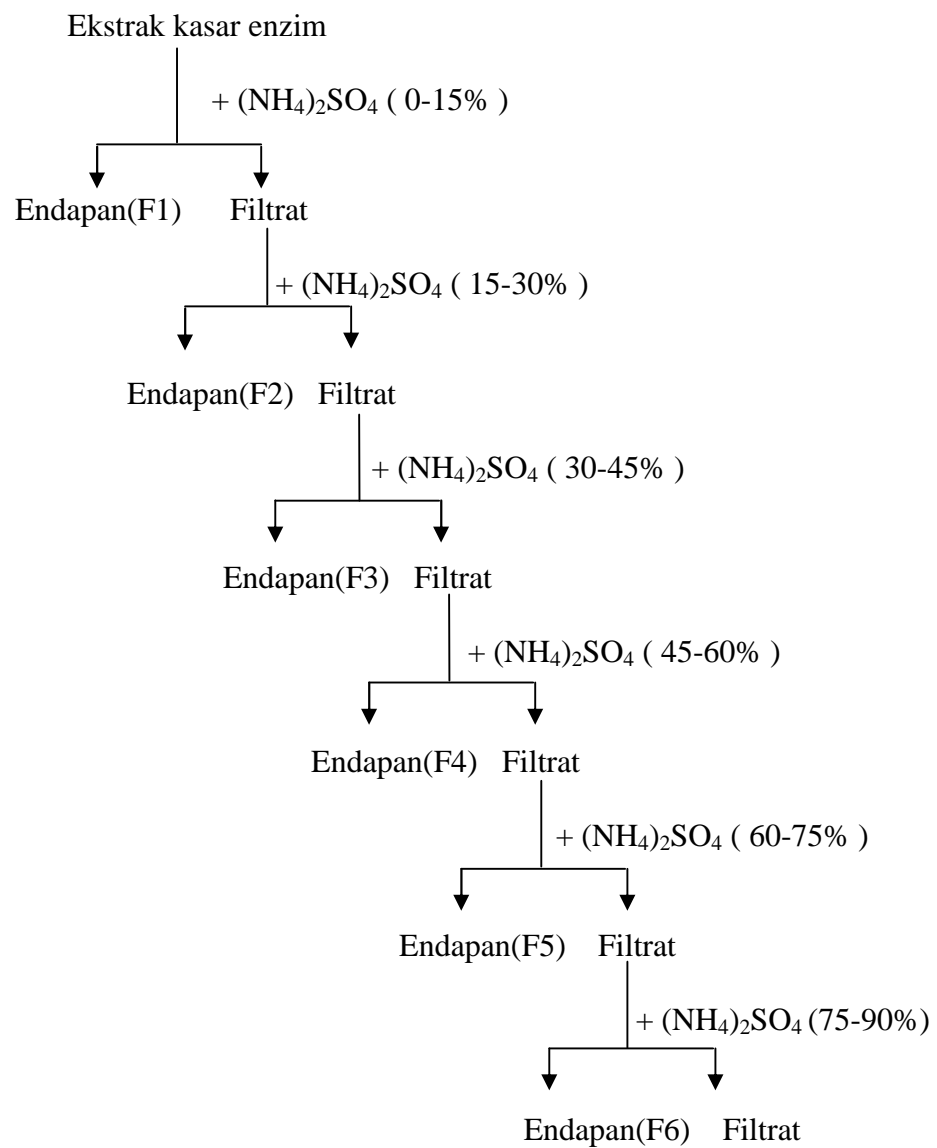 Ekstrak kasar enzim
+ (NH₄)₂SO₄ ( 0-15% )
Endapan(F1) Filtrat
+ (NH₄)₂SO₄ ( 15-30% )
Endapan(F2) Filtrat
+ (NH₄)₂SO₄ ( 30-45% )
Endapan(F3) Filtrat
+ (NH₄)₂SO₄ ( 45-60% )
Endapan(F4) Filtrat
+ (NH₄)₂SO₄ ( 60-75% )
Endapan(F5) Filtrat
+ (NH₄)₂SO₄ (75-90%)
Endapan(F6) Filtrat